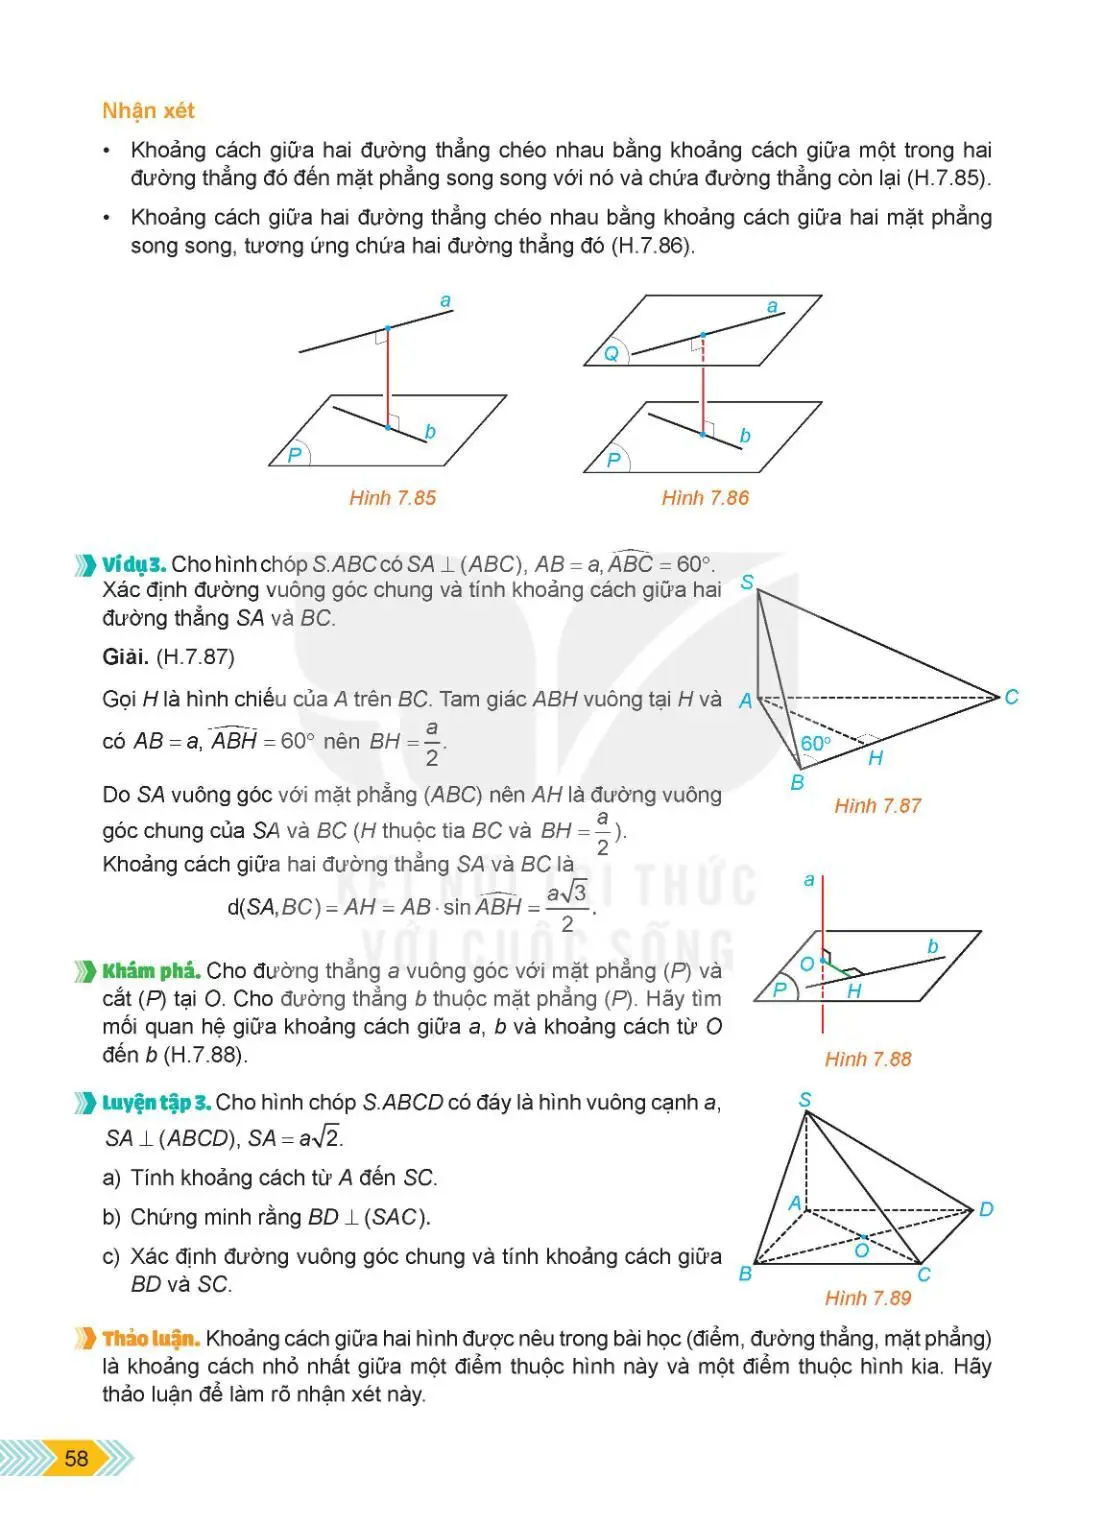 Nhận xét
• Khoảng cách giữa hai đường thẳng chéo nhau bằng khoảng cách giữa một trong hai
đường thẳng đó đến mặt phẳng song song với nó và chứa đường thẳng còn lại (H.7.85).
• Khoảng cách giữa hai đường thẳng chéo nhau bằng khoảng cách giữa hai mặt phẳng
song song, tương ứng chứa hai đường thẳng đó (H.7.86).
a
b
P
Hình 7.85
a
Q
b
P
Hình 7.86
Ví dụ 3. Cho hình chóp S.ABC có SA ⊥ (ABC), AB = a, $\widehat{ABC}$ = 60°.
Xác định đường vuông góc chung và tính khoảng cách giữa hai
đường thẳng SA và BC.
Giải. (H.7.87)
Gọi H là hình chiếu của A trên BC. Tam giác ABH vuông tại H và
có AB = a, $\widehat{ABH}$ = 60° nên BH = $\frac{a}{2}$.
Do SA vuông góc với mặt phẳng (ABC) nên AH là đường vuông
góc chung của SA và BC (H thuộc tia BC và BH = $\frac{a}{2}$).
Khoảng cách giữa hai đường thẳng SA và BC là
d(SA, BC) = AH = AB · sin $\widehat{ABH}$ = $\frac{a\sqrt{3}}{2}$.
S
A
C
60°
H
B
Hình 7.87
KẾT NỐI TRI THỨC
VỚI CUỘC SỐNG
Khám phá. Cho đường thẳng a vuông góc với mặt phẳng (P) và
cắt (P) tại O. Cho đường thẳng b thuộc mặt phẳng (P). Hãy tìm
mối quan hệ giữa khoảng cách giữa a, b và khoảng cách từ O
đến b (H.7.88).
a
b
O
P
H
Hình 7.88
Luyện tập 3. Cho hình chóp S.ABCD có đáy là hình vuông cạnh a,
SA ⊥ (ABCD), SA = a√2.
a) Tính khoảng cách từ A đến SC.
b) Chứng minh rằng BD ⊥ (SAC).
c) Xác định đường vuông góc chung và tính khoảng cách giữa
BD và SC.
S
A
D
O
B
C
Hình 7.89
Thảo luận. Khoảng cách giữa hai hình được nêu trong bài học (điểm, đường thẳng, mặt phẳng)
là khoảng cách nhỏ nhất giữa một điểm thuộc hình này và một điểm thuộc hình kia. Hãy
thảo luận để làm rõ nhận xét này.
58